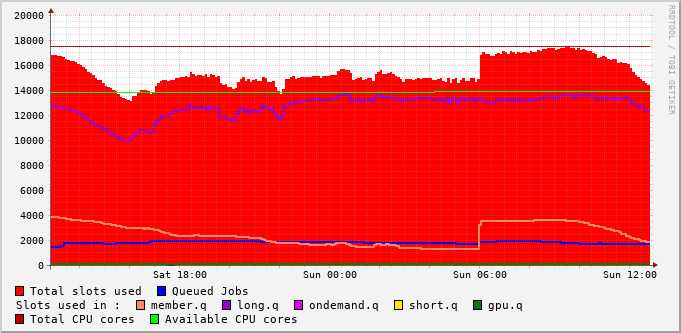 20000
18000
16000
14000
12000
10000
8000
6000
4000
2000
0
Sat 18:00 Sun 00:00 Sun 06:00 Sun 12:00
Total slots used Queued Jobs
Slots used in : member.q long.q ondemand.q short.q gpu.q
Total CPU cores Available CPU cores
RRDTOOL / TOBI OETIKER